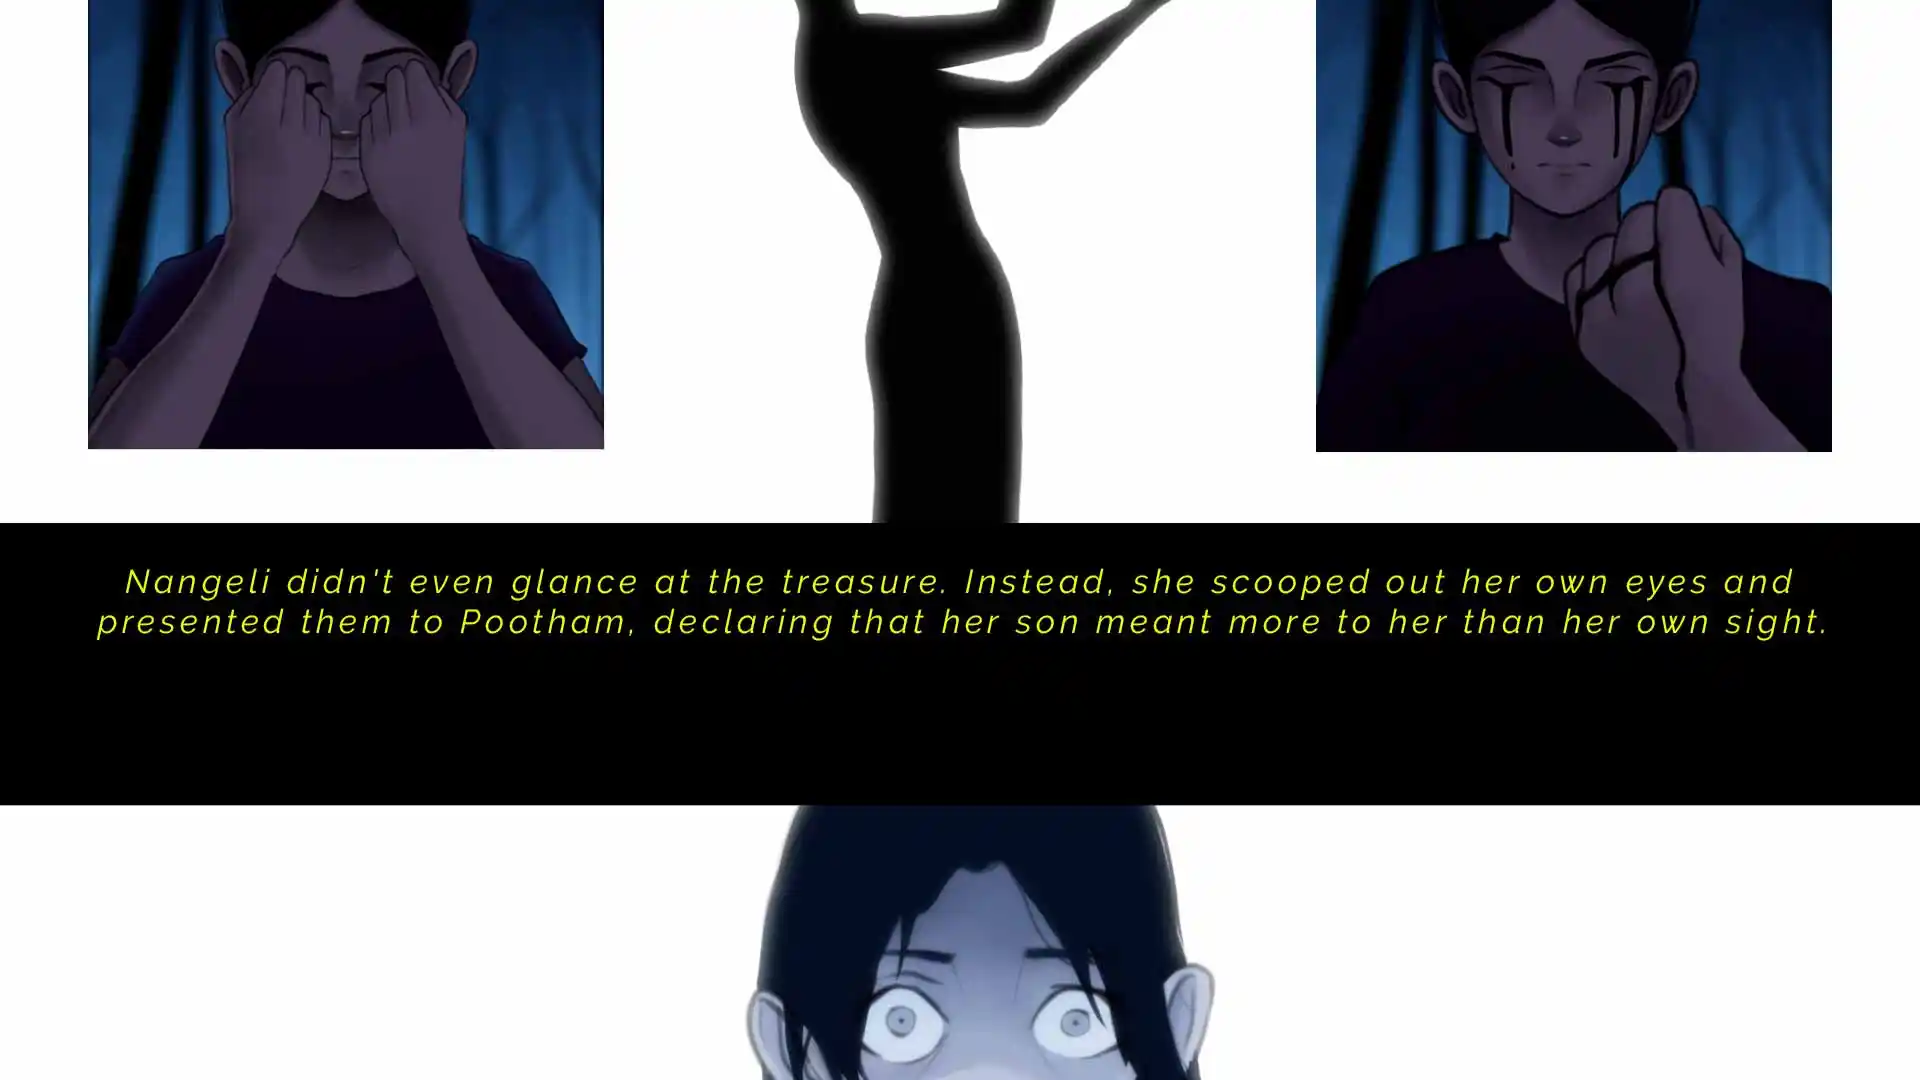 Nangeli didn't even glance at the treasure. Instead, she scooped out her own eyes and
presented them to Pootham, declaring that her son meant more to her than her own sight.